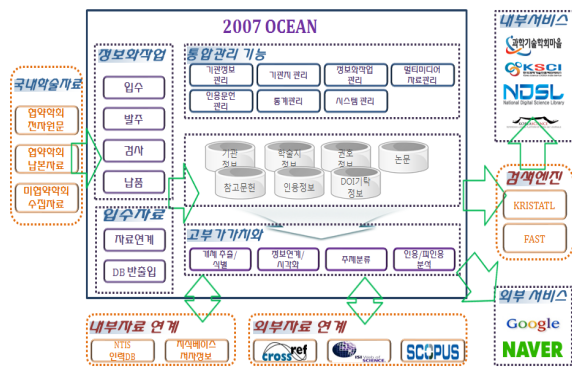 2007 OCEAN
국내학술자료
협약학회
전자원문
협약학회
납본자료
미협약학회
수집자료
정보화작업
입수
발주
검사
납품
입수자료
자료연계
DB 반출입
통합관리 기능
기관정보
관리
기관지 관리
정보화작업
관리
멀티미디어
자료관리
인용문헌
관리
통계관리
시스템 관리
기관
정보
학술지
정보
권호
정보
논문
참고문헌
인용정보
DOI기탁
정보
고부가가치화
개체 추출/
식별
정보연계/
시각화
주제분류
인용/피인용
분석
내부서비스
과학기술학회마을
KSCI
NDSL
National Digital Science Library
검색엔진
KRISTAL
FAST
외부 서비스
Google
NAVER
내부자료 연계
NTIS
인력DB
지식베이스
저자정보
외부자료 연계
cross ref
ISI Web of SCIENCE
SCOPUS